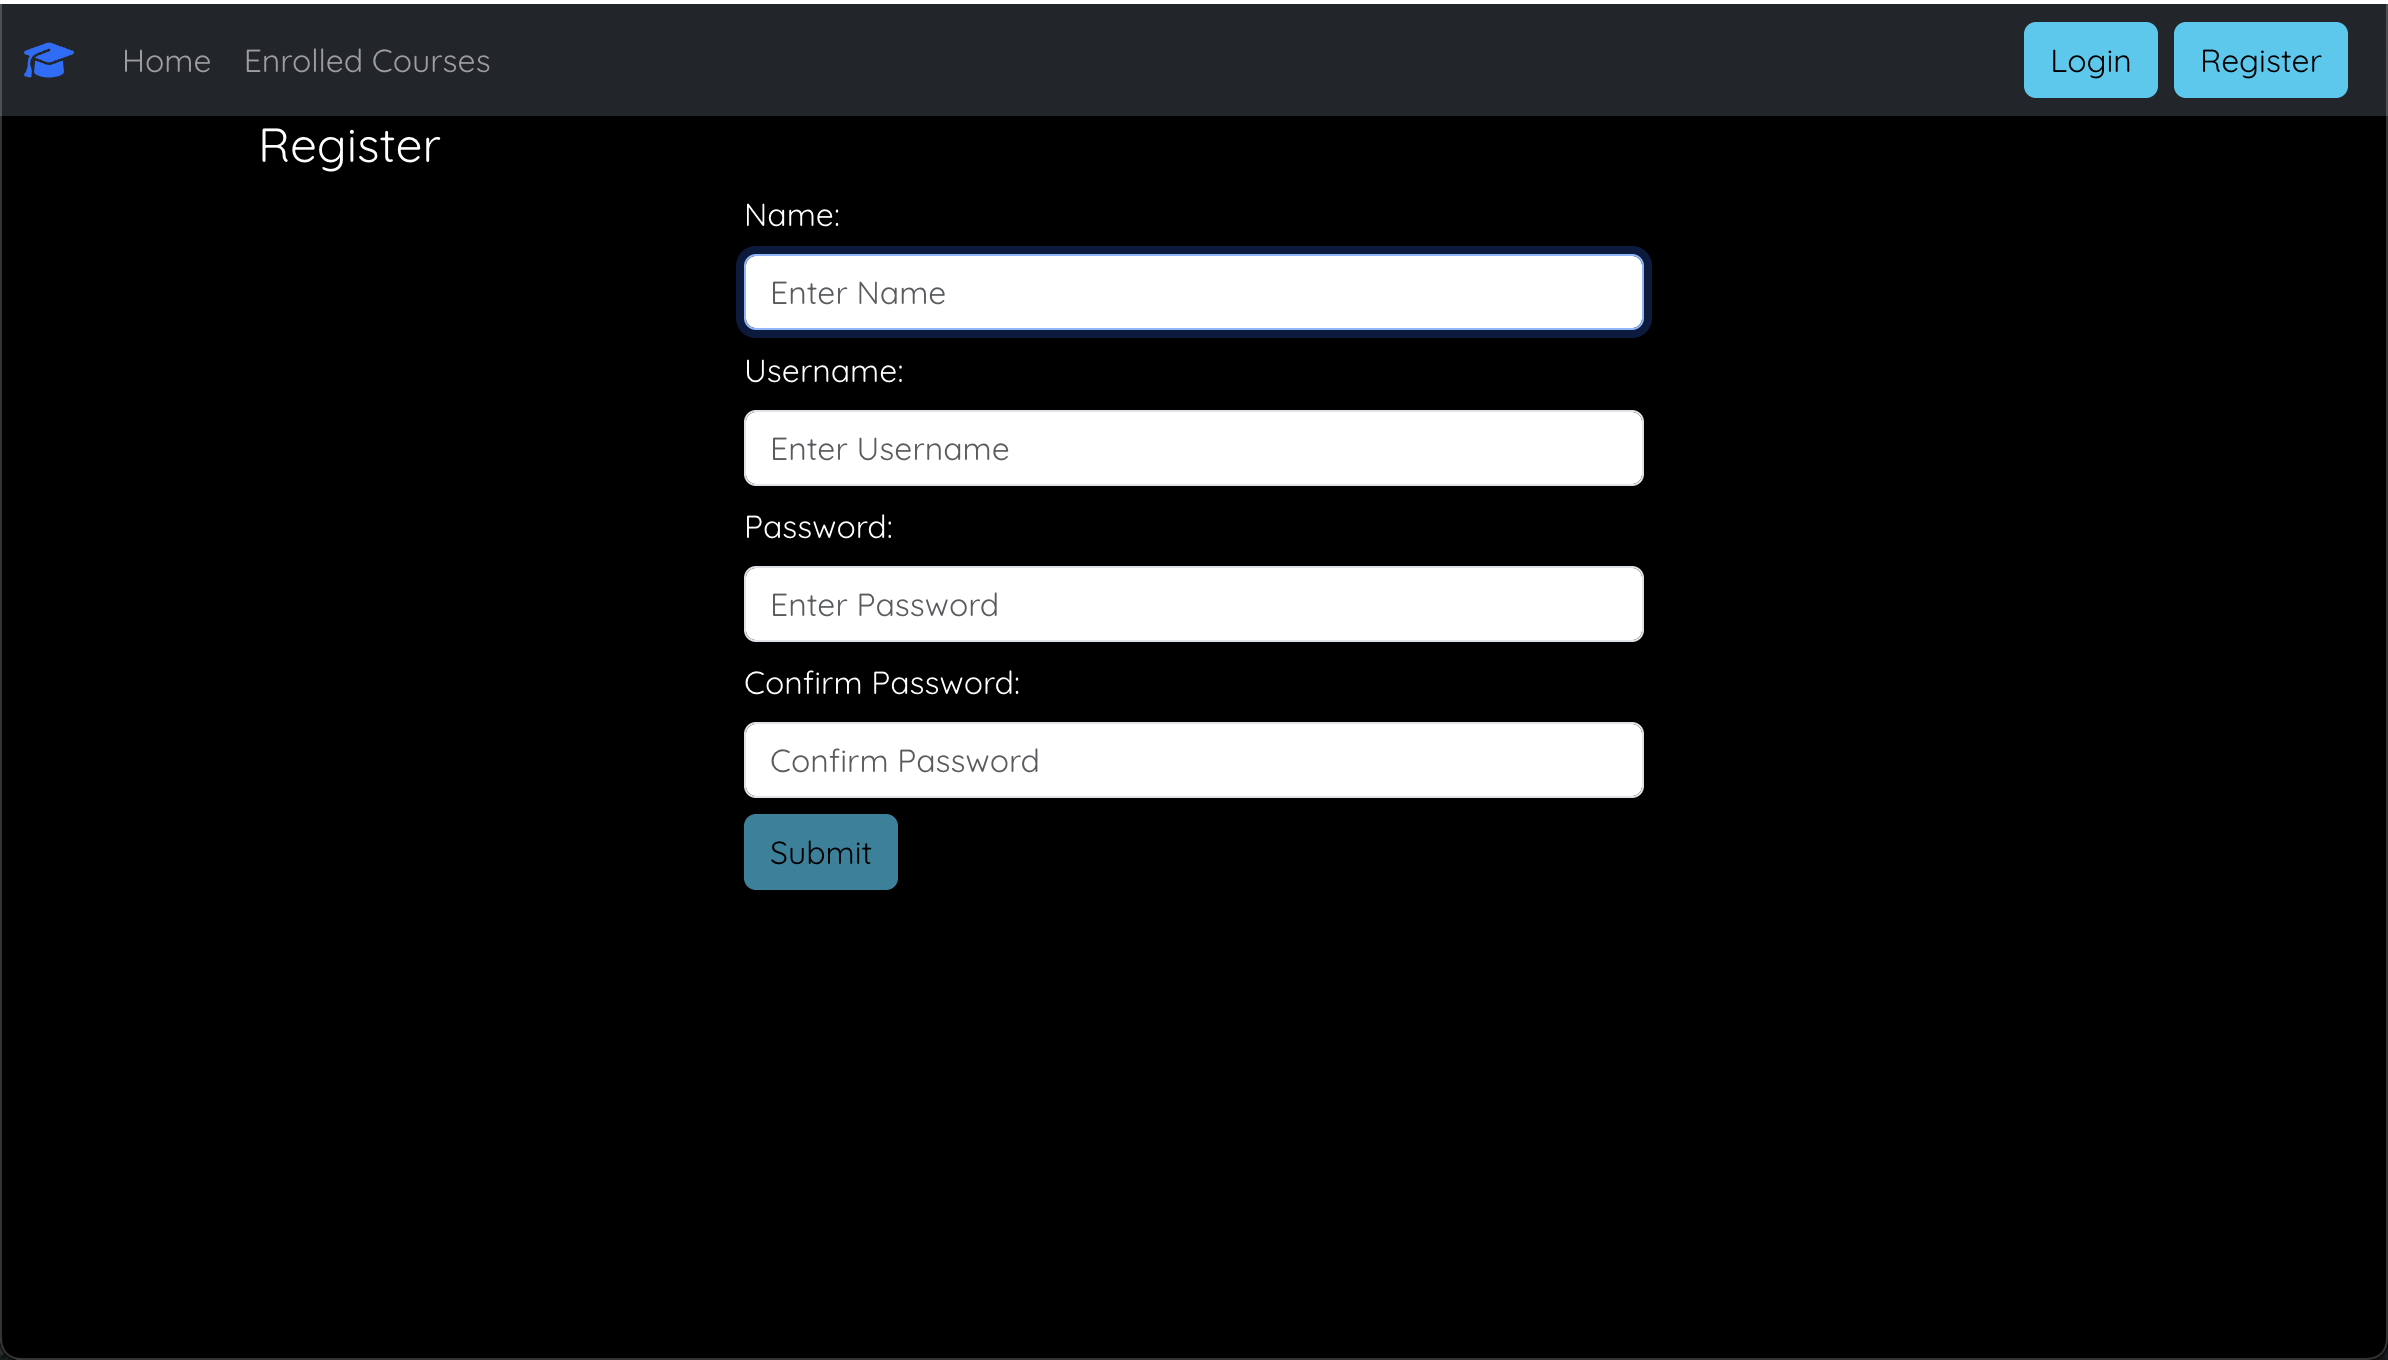 Home Enrolled Courses Login Register
Register
Name:
Enter Name
Username:
Enter Username
Password:
Enter Password
Confirm Password:
Confirm Password
Submit